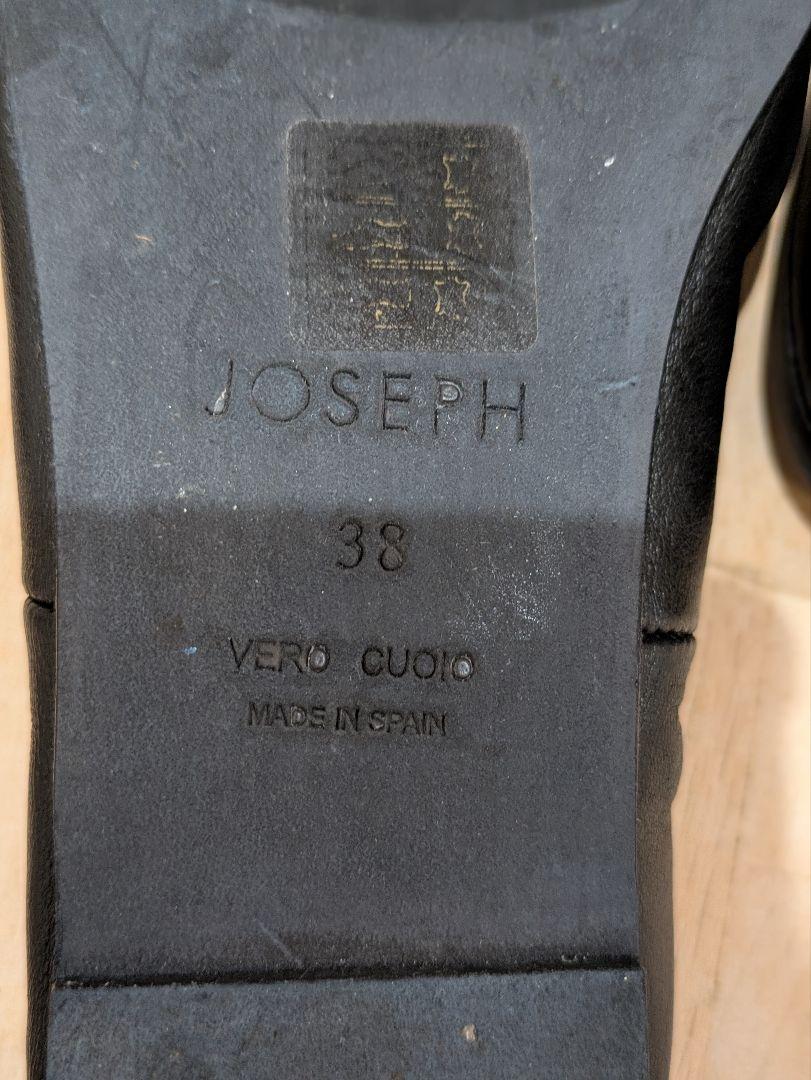 JOSEPH
38
VERO CUOIO
MADE IN SPAIN